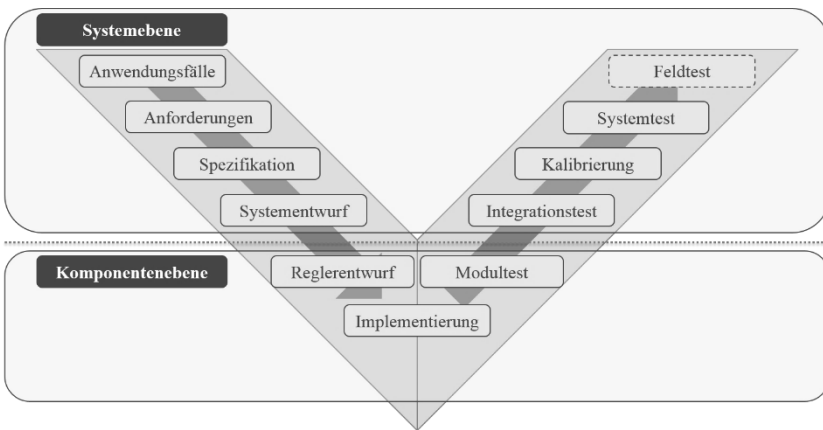 Systemebene
Anwendungsfälle
Feldtest
Anforderungen
Systemtest
Spezifikation
Kalibrierung
Systementwurf
Integrationstest
Komponentenebene
Reglerentwurf
Modultest
Implementierung